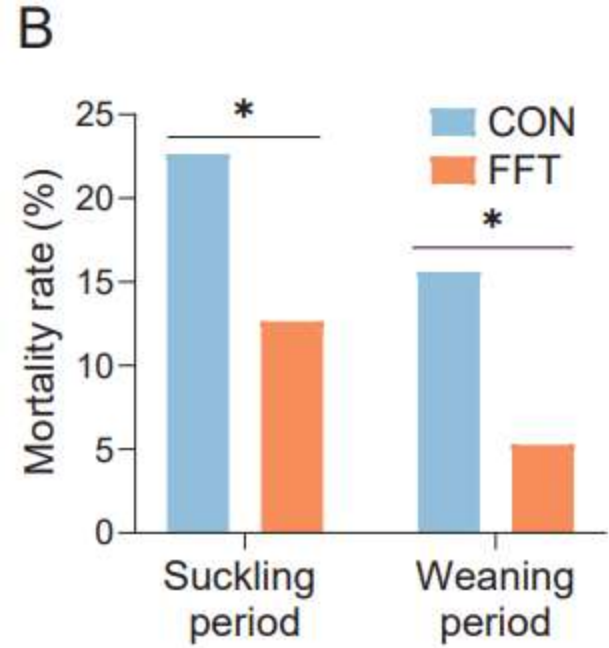 B
Mortality rate (%)
25
20
15
10
5
0
*
*
CON
FFT
Suckling
period
Weaning
period